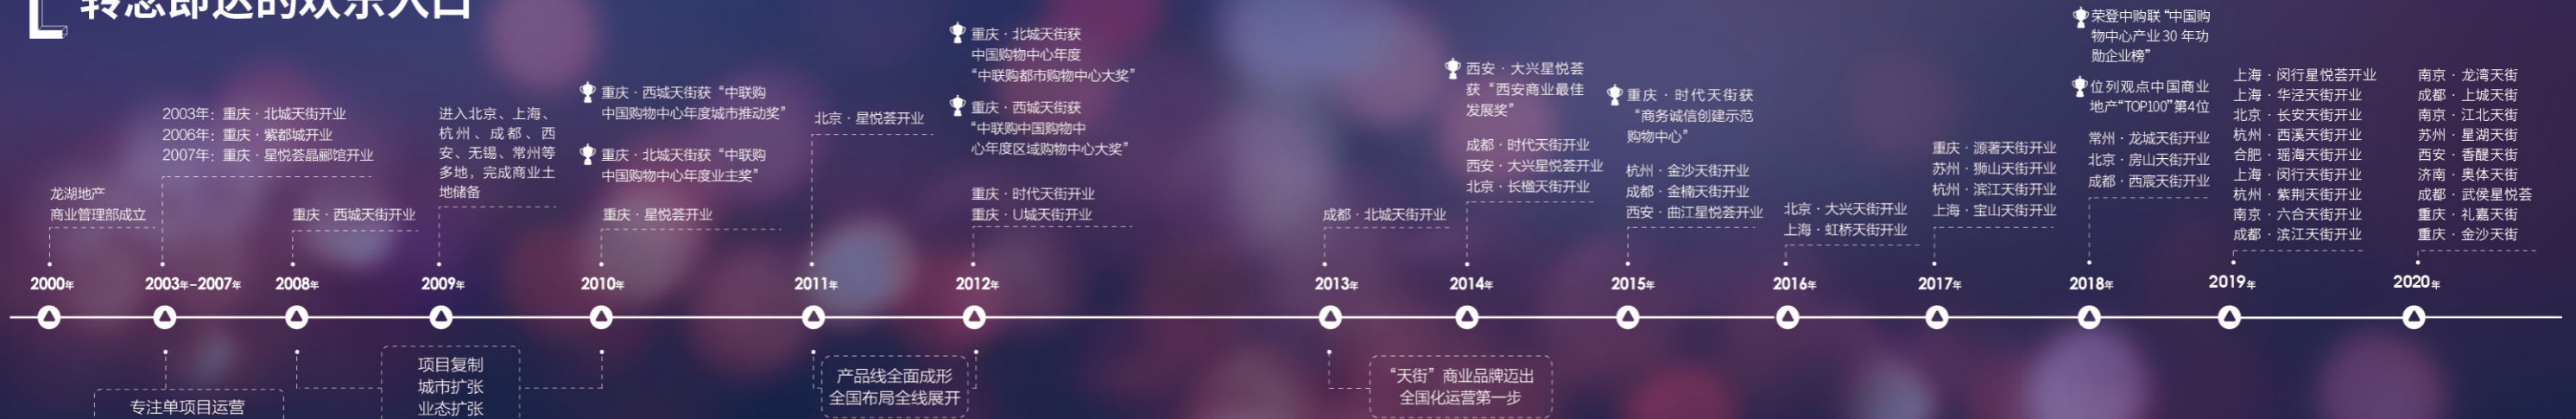 转念即达的欢乐入口
龙湖地产
商业管理部成立
2000年
2003年：重庆·北城天街开业
2006年：重庆·紫都城开业
2007年：重庆·星悦荟晶郦馆开业
2003年-2007年
重庆·西城天街开业
2008年
进入北京、上海、
杭州、成都、西
安、无锡、常州等
多地，完成商业土
地储备
2009年
重庆·西城天街获“中联购
中国购物中心年度城市推动奖”
重庆·北城天街获“中联购
中国购物中心年度业主奖”
重庆·星悦荟开业
2010年
北京·星悦荟开业
2011年
重庆·北城天街获
中国购物中心年度
“中联购都市购物中心大奖”
重庆·西城天街获
“中联购中国购物中
心年度区域购物中心大奖”
重庆·时代天街开业
重庆·U城天街开业
2012年
成都·北城天街开业
2013年
西安·大兴星悦荟
获“西安商业最佳
发展奖”
成都·时代天街开业
西安·大兴星悦荟开业
北京·长楹天街开业
2014年
重庆·时代天街获
“商务诚信创建示范
购物中心”
杭州·金沙天街开业
成都·金楠天街开业
西安·曲江星悦荟开业
2015年
北京·大兴天街开业
上海·虹桥天街开业
2016年
重庆·源著天街开业
苏州·狮山天街开业
杭州·滨江天街开业
上海·宝山天街开业
2017年
荣登中购联“中国购
物中心产业30 年功
勋企业榜”
位列观点中国商业
地产“TOP100”第4位
常州·龙城天街开业
北京·房山天街开业
成都·西宸天街开业
2018年
上海·闵行星悦荟开业
上海·华泾天街开业
北京·长安天街开业
杭州·西溪天街开业
合肥·瑶海天街开业
上海·闵行天街开业
杭州·紫荆天街开业
南京·六合天街开业
成都·滨江天街开业
2019年
南京·龙湾天街
成都·上城天街
南京·江北天街
苏州·星湖天街
西安·香醍天街
济南·奥体天街
成都·武侯星悦荟
重庆·礼嘉天街
重庆·金沙天街
2020年
专注单项目运营
项目复制
城市扩张
业态扩张
产品线全面成形
全国布局全线展开
“天街”商业品牌迈出
全国化运营第一步